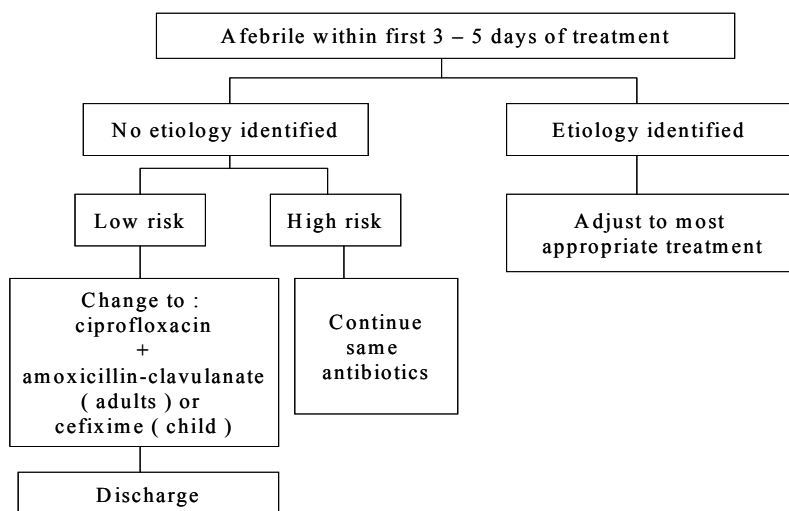 Afebrile within first 3 – 5 days of treatment
No etiology identified
Etiology identified
Low risk
High risk
Adjust to most
appropriate treatment
Change to :
ciprofloxacin
+
amoxicillin-clavulanate
( adults ) or
cefixime ( child )
Continue
same
antibiotics
Discharge